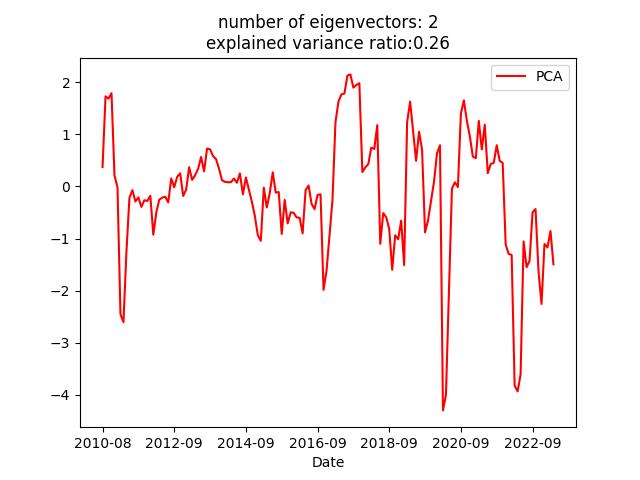 number of eigenvectors: 2
explained variance ratio:0.26
PCA
2
1
0
−1
−2
−3
−4
2010-08 2012-09 2014-09 2016-09 2018-09 2020-09 2022-09
Date